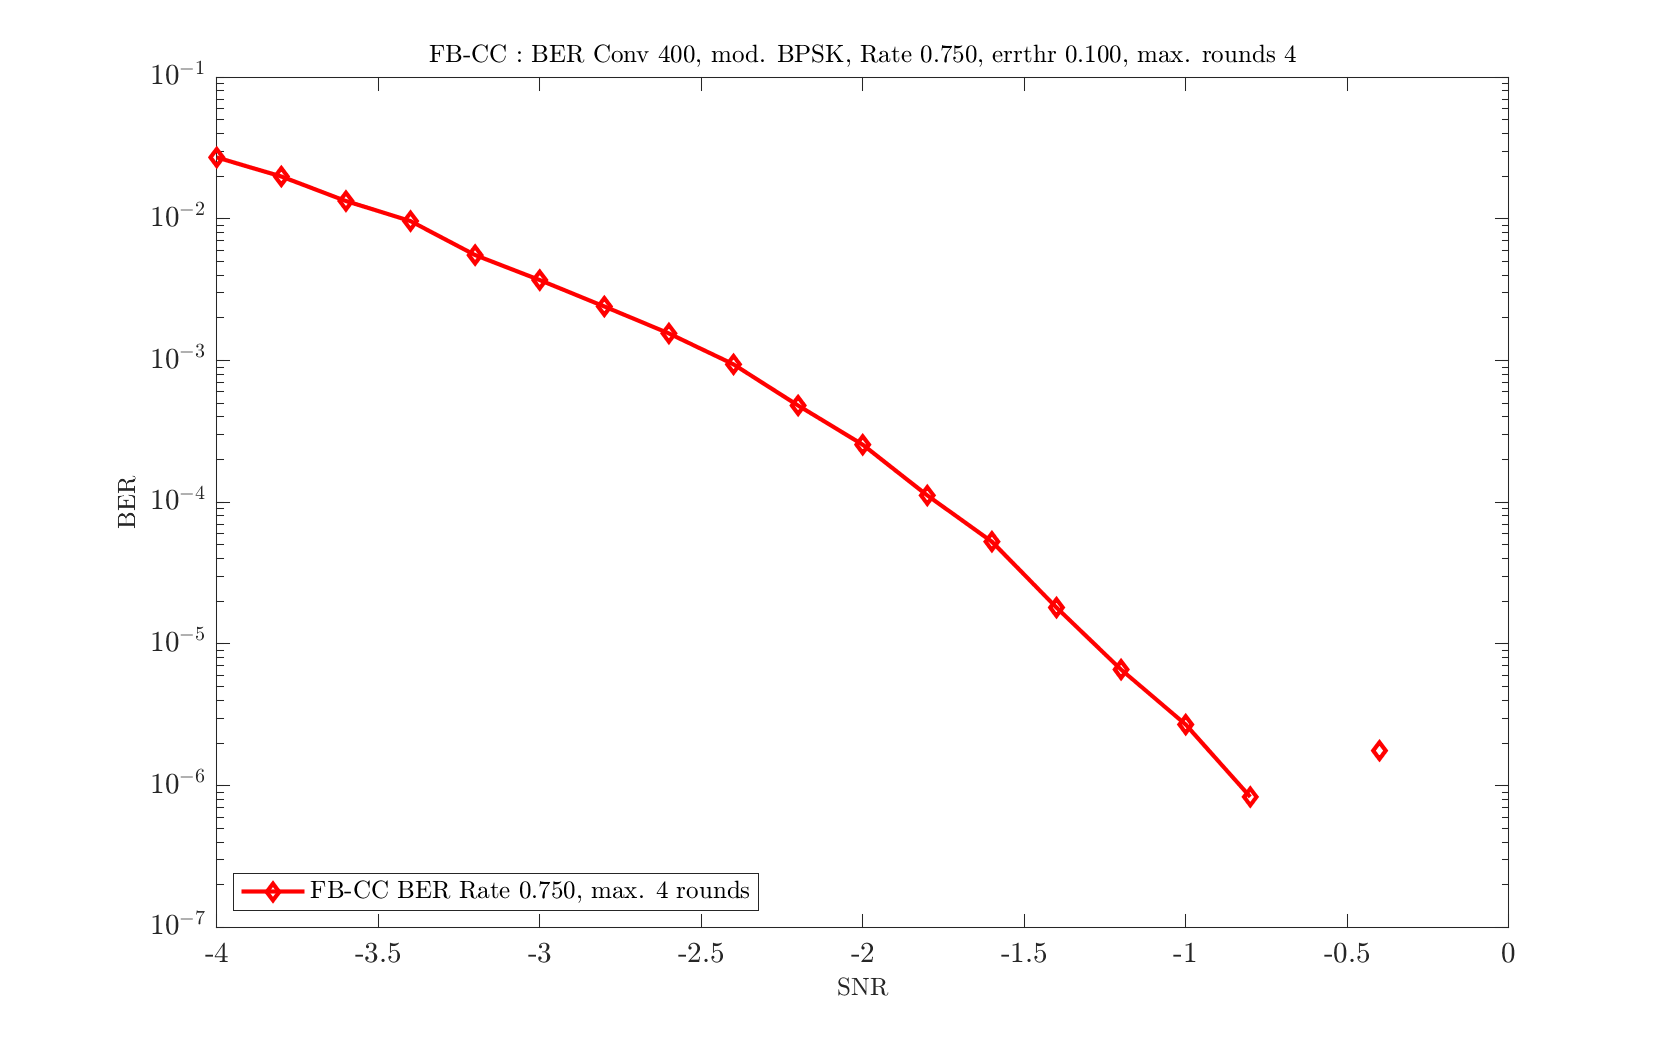 FB-CC : BER Conv 400, mod. BPSK, Rate 0.750, errthr 0.100, max. rounds 4
10^{-1}
10^{-2}
10^{-3}
10^{-4}
10^{-5}
10^{-6}
10^{-7}
BER
FB-CC BER Rate 0.750, max. 4 rounds
-4 -3.5 -3 -2.5 -2 -1.5 -1 -0.5 0
SNR